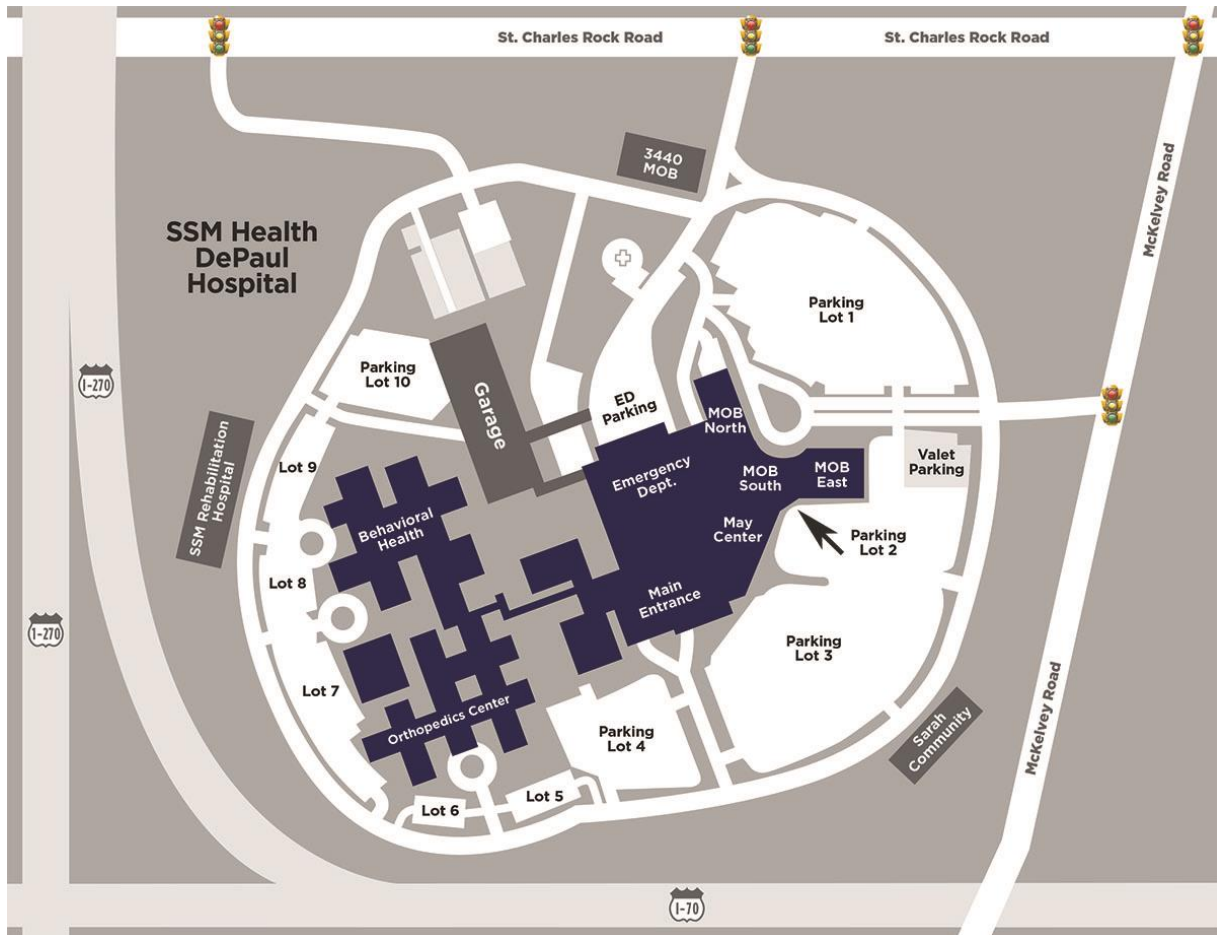 St. Charles Rock Road
St. Charles Rock Road
3440
MOB
McKelvey Road
SSM Health
DePaul
Hospital
Parking
Lot 1
I-270
Parking
Lot 10
Garage
ED
Parking
MOB
North
Valet
Parking
Lot 9
Emergency
Dept.
MOB
South
MOB
East
SSM Rehabilitation
Hospital
Behavioral
Health
May
Center
Parking
Lot 2
Lot 8
Main
Entrance
I-270
Parking
Lot 3
Lot 7
Orthopedics Center
Parking
Lot 4
Sarah
Community
McKelvey Road
Lot 5
Lot 6
I-70